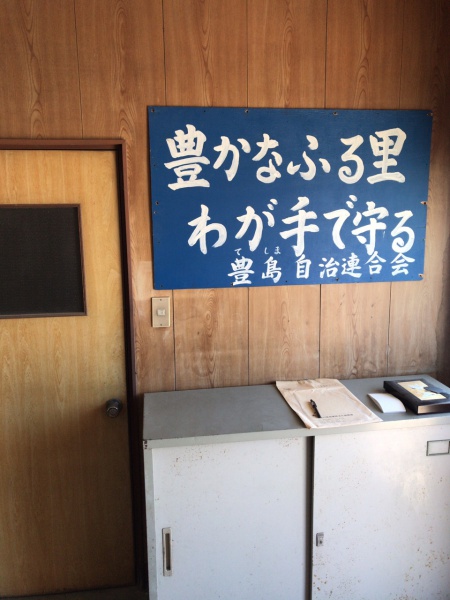 豊かなふる里
わが手で守る
てしま
豊島自治連合会